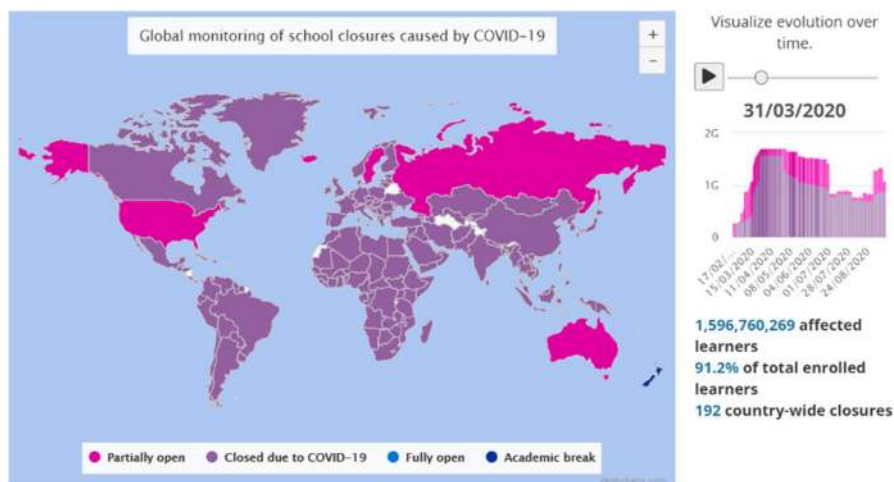 Global monitoring of school closures caused by COVID-19
+
−
Partially open
Closed due to COVID-19
Fully open
Academic break
Visualize evolution over
time.
31/03/2020
2G
1G
0
17/02/...
15/03/2020
11/04/2020
08/05/2020
04/06/2020
01/07/2020
28/07/2020
24/08/2020
1,596,760,269 affected
learners
91.2% of total enrolled
learners
192 country-wide closures